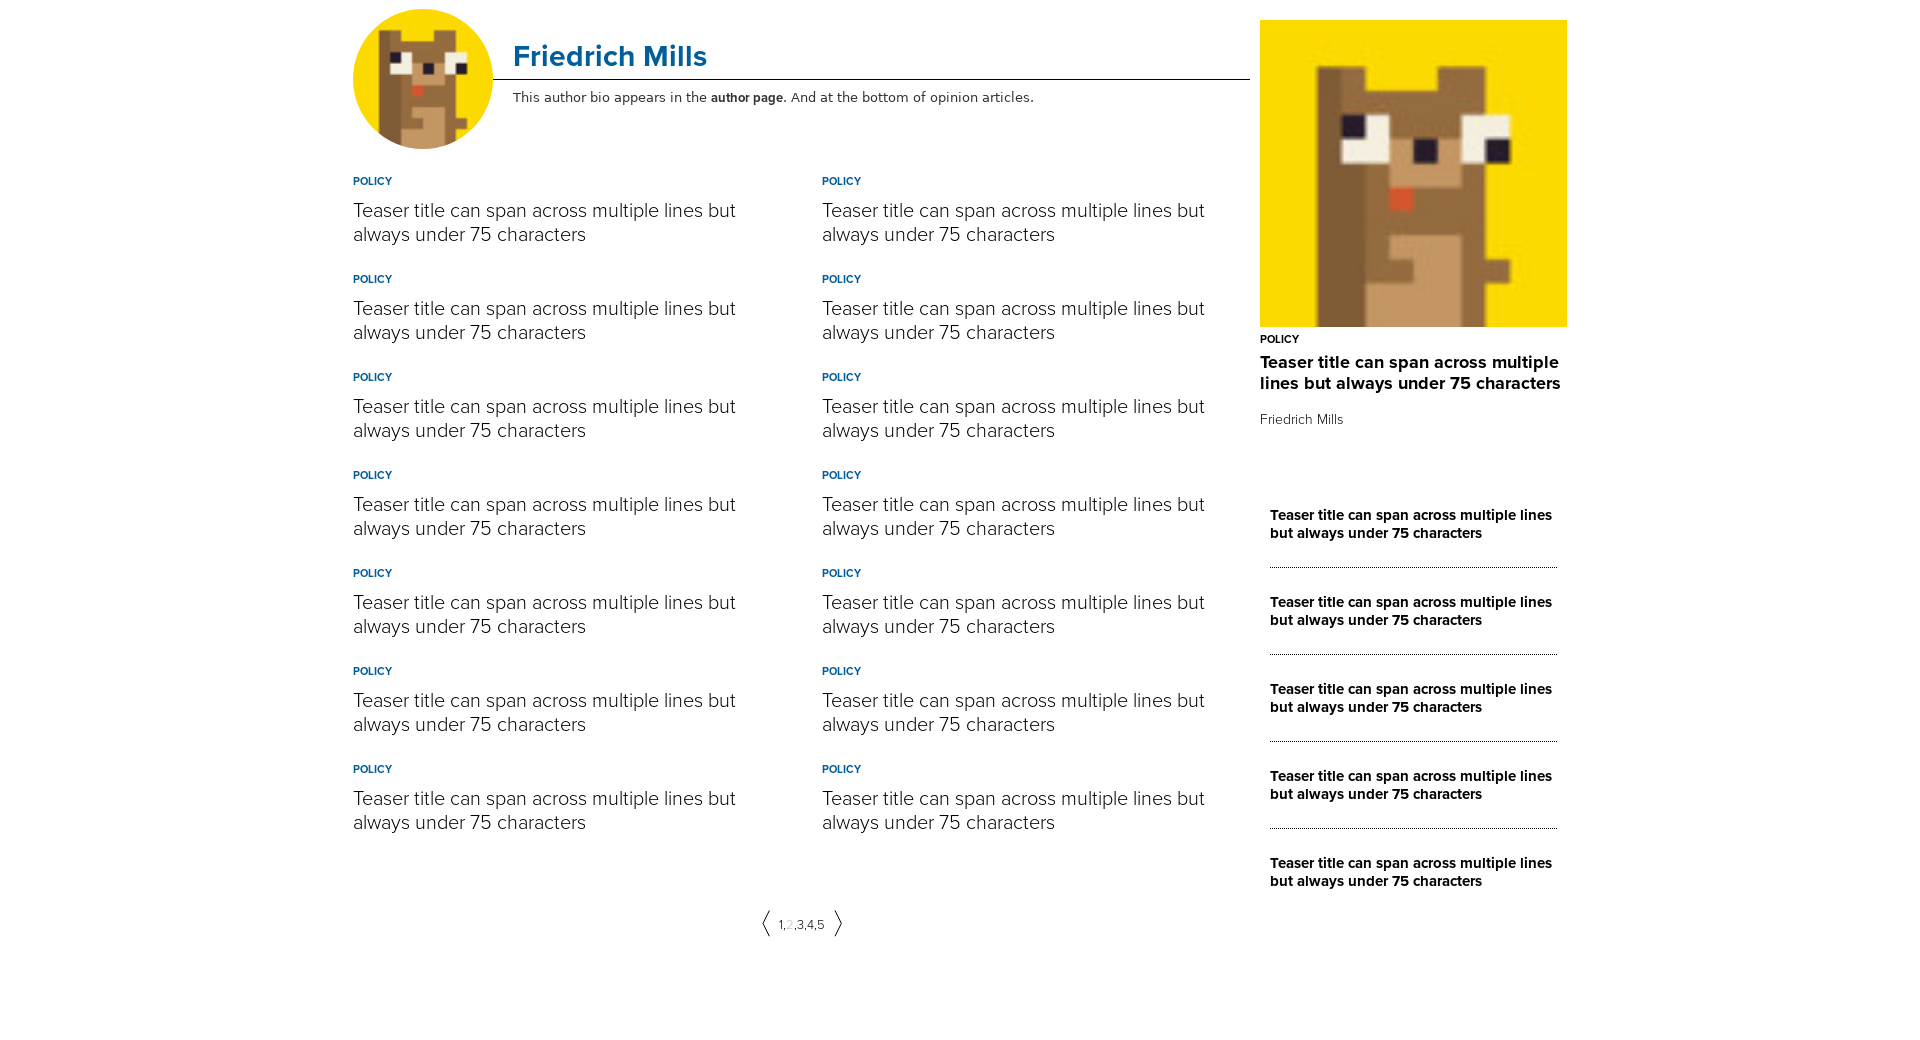 Friedrich Mills
This author bio appears in the author page. And at the bottom of opinion articles.
POLICY
Teaser title can span across multiple lines but
always under 75 characters
POLICY
Teaser title can span across multiple lines but
always under 75 characters
POLICY
Teaser title can span across multiple lines but
always under 75 characters
POLICY
Teaser title can span across multiple lines but
always under 75 characters
POLICY
Teaser title can span across multiple lines but
always under 75 characters
POLICY
Teaser title can span across multiple lines but
always under 75 characters
POLICY
Teaser title can span across multiple lines but
always under 75 characters
POLICY
Teaser title can span across multiple lines but
always under 75 characters
POLICY
Teaser title can span across multiple lines but
always under 75 characters
POLICY
Teaser title can span across multiple lines but
always under 75 characters
POLICY
Teaser title can span across multiple lines but
always under 75 characters
POLICY
Teaser title can span across multiple lines but
always under 75 characters
POLICY
Teaser title can span across multiple lines but
always under 75 characters
POLICY
Teaser title can span across multiple lines but
always under 75 characters
1,2,3,4,5
POLICY
Teaser title can span across multiple
lines but always under 75 characters
Friedrich Mills
Teaser title can span across multiple lines
but always under 75 characters
Teaser title can span across multiple lines
but always under 75 characters
Teaser title can span across multiple lines
but always under 75 characters
Teaser title can span across multiple lines
but always under 75 characters
Teaser title can span across multiple lines
but always under 75 characters